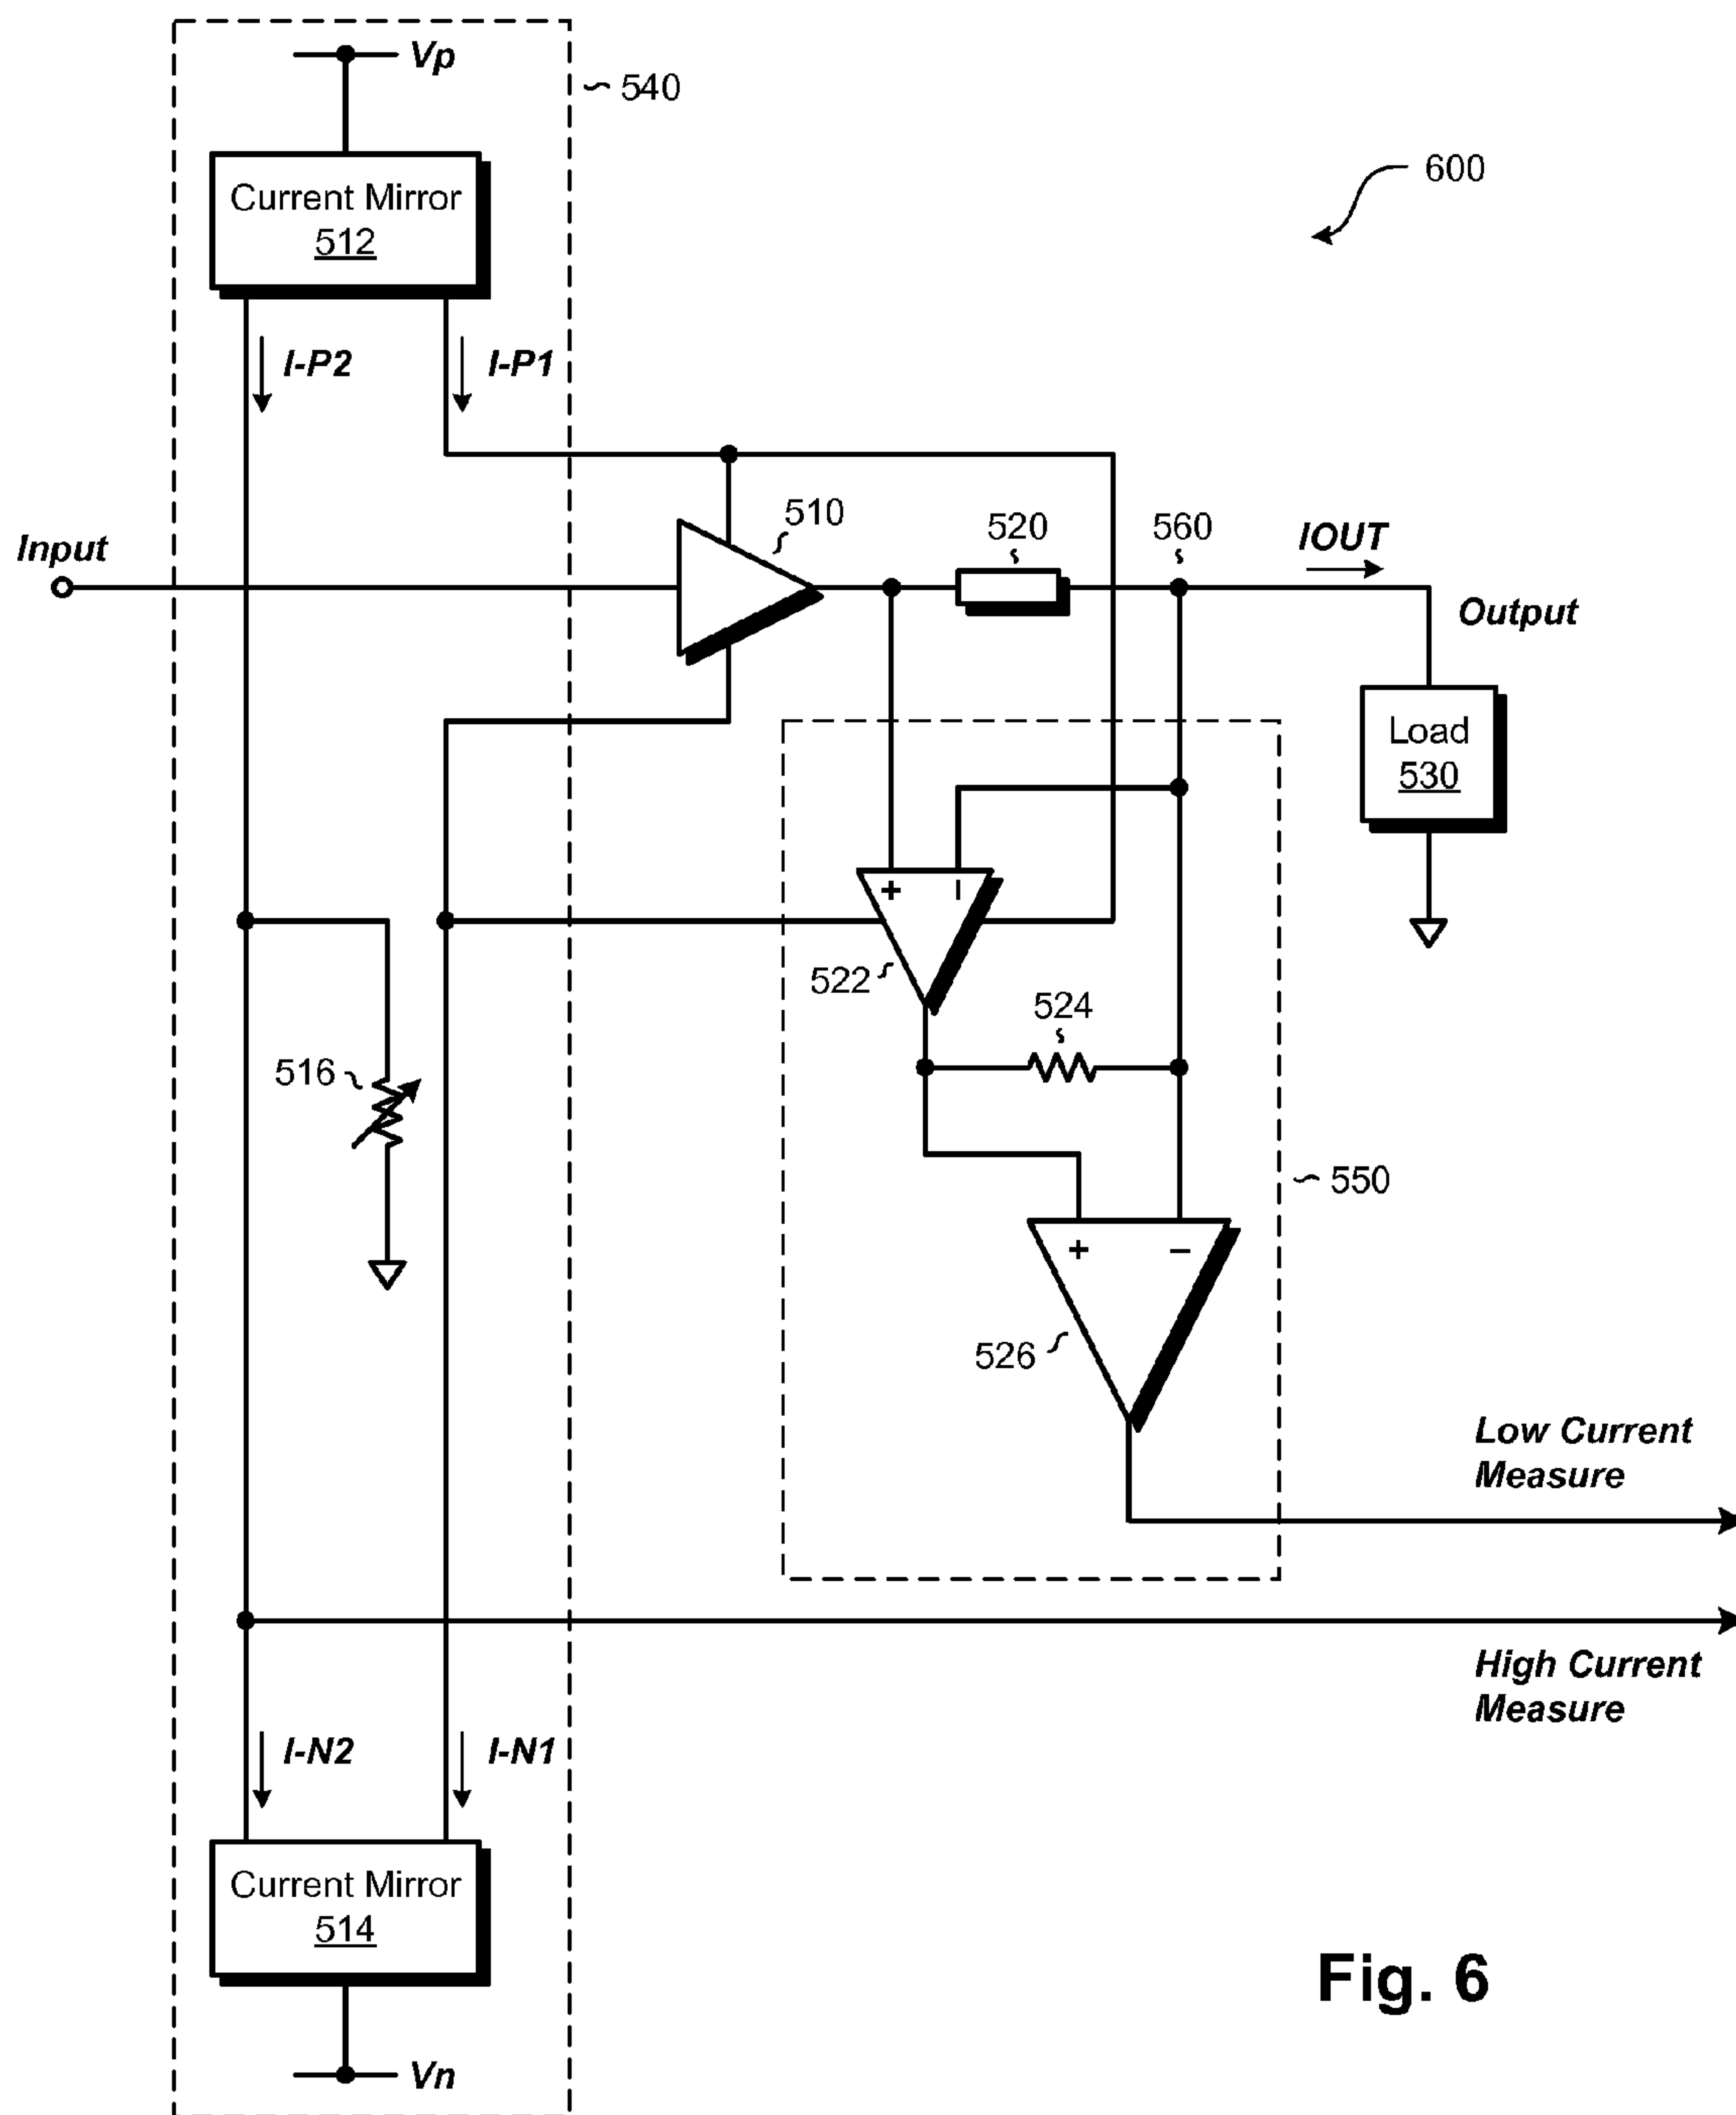 Vp
540
Current Mirror
512
600
I-P2
I-P1
Input
510
520
560
IOUT
Output
Load
530
+
−
522
524
516
550
+
−
526
Low Current
Measure
High Current
Measure
I-N2
I-N1
Current Mirror
514
Vn
Fig. 6